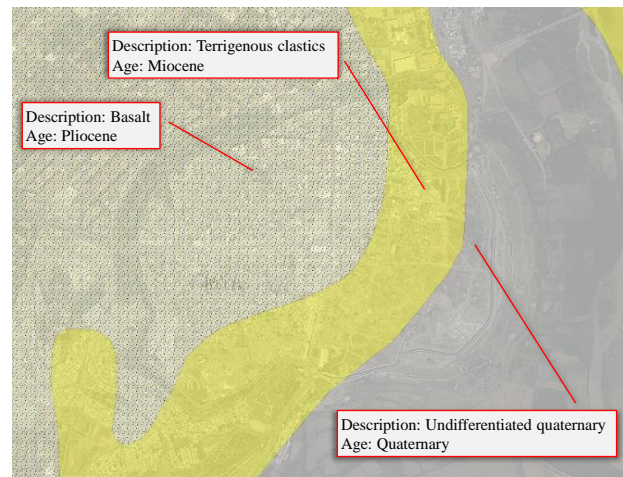 Description: Terrigenous clastics
Age: Miocene
Description: Basalt
Age: Pliocene
Description: Undifferentiated quaternary
Age: Quaternary